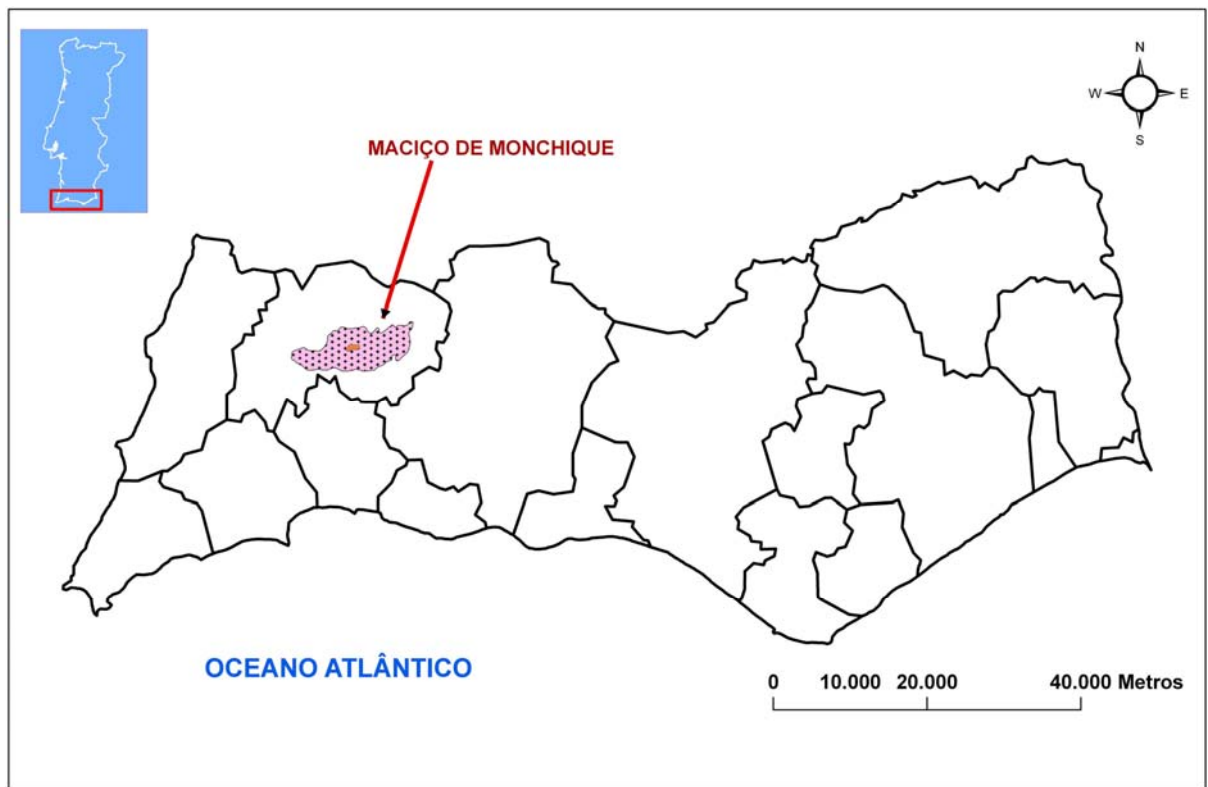 N
W E
S
MACIÇO DE MONCHIQUE
OCEANO ATLÂNTICO
0 10.000 20.000 40.000 Metros